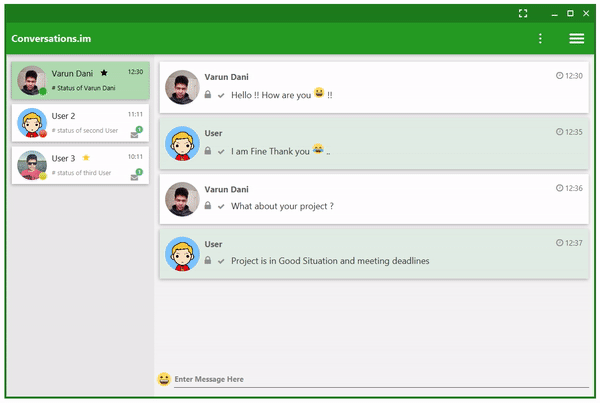 Conversations.im
Varun Dani 12:30
# Status of Varun Dani
User 2 11:11
# status of second User 1
User 3 10:11
# status of third User 1
Varun Dani 12:30
Hello !! How are you 😀 !!
User 12:35
I am Fine Thank you 😂 ..
Varun Dani 12:36
What about your project ?
User 12:37
Project is in Good Situation and meeting deadlines
Enter Message Here